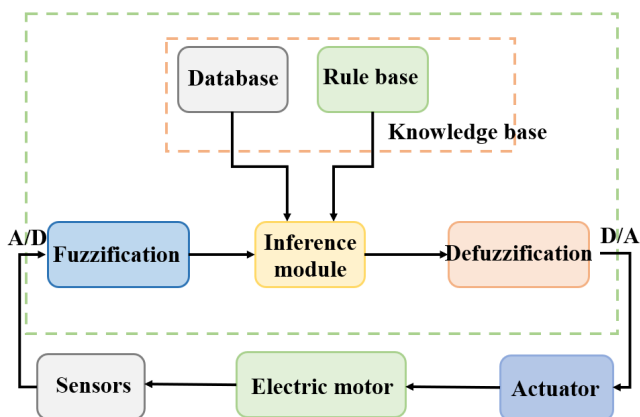 Database
Rule base
Knowledge base
A/D
Fuzzification
Inference
module
Defuzzification
D/A
Sensors
Electric motor
Actuator